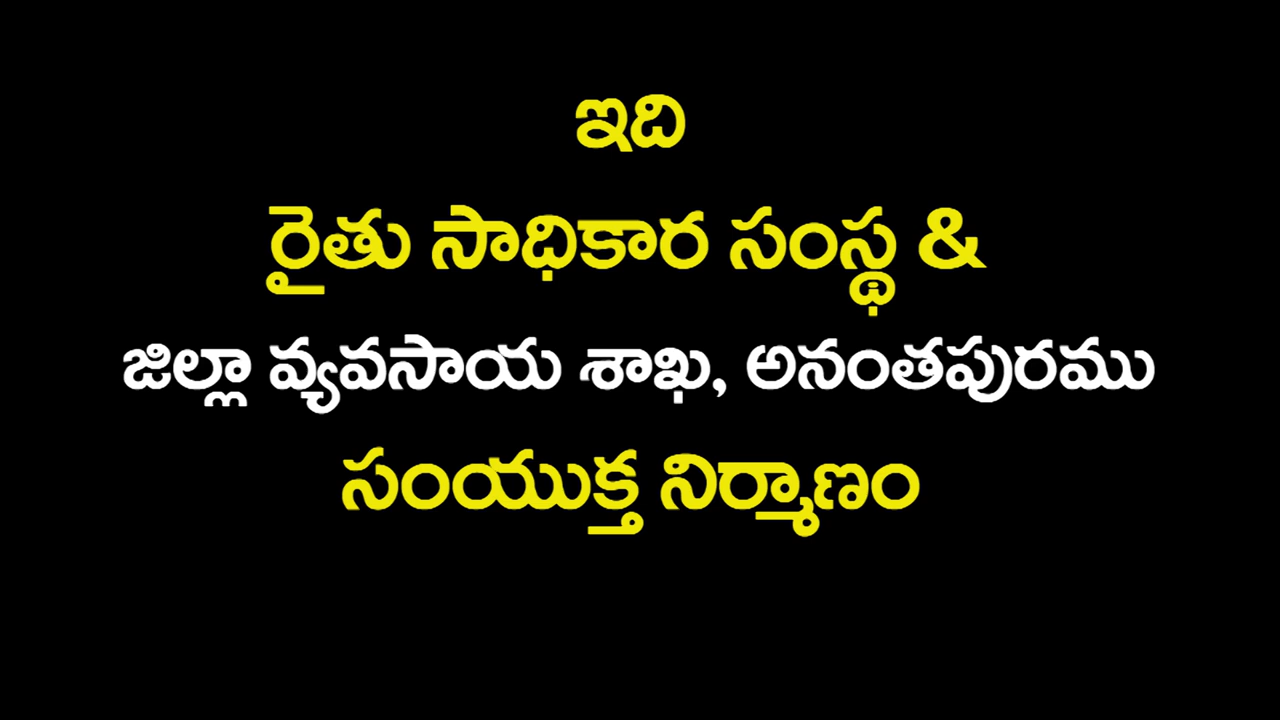 ఇది
రైతు సాధికార సంస్థ &
జిల్లా వ్యవసాయ శాఖ, అనంతపురము
సంయుక్త నిర్మాణం